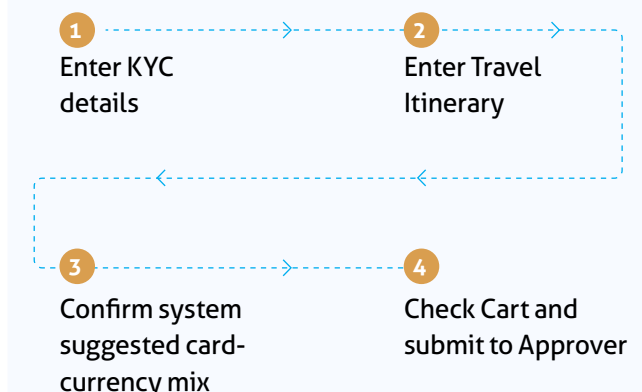 1
Enter KYC
details
2
Enter Travel
Itinerary
3
Confirm system
suggested card-
currency mix
4
Check Cart and
submit to Approver